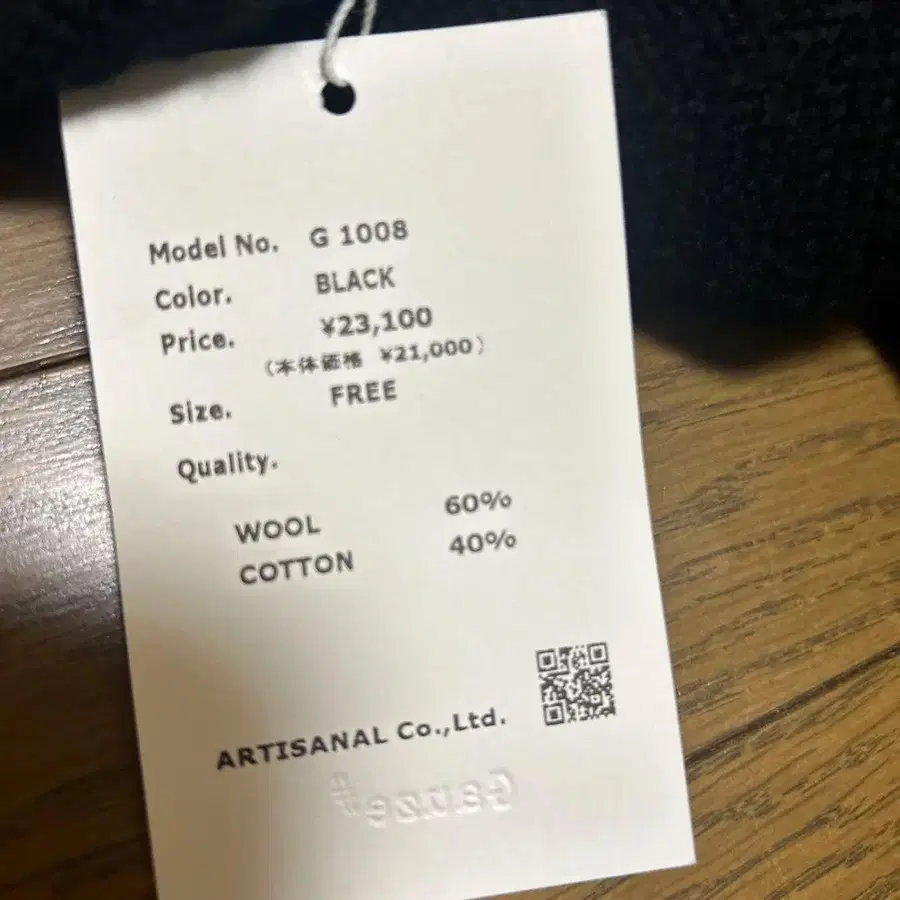 Model No. G 1008
Color. BLACK
Price. ¥23,100
(本体価格 ¥21,000)
Size. FREE
Quality.
WOOL 60%
COTTON 40%
ARTISANAL Co.,Ltd.
Gauze#